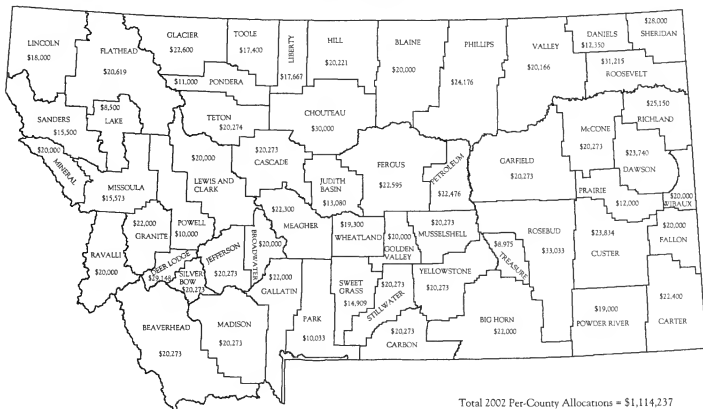 LINCOLN
$18,000
FLATHEAD
$20,619
GLACIER
$22,600
TOOLE
$17,400
LIBERTY
$17,667
HILL
$20,221
BLAINE
$20,000
PHILLIPS
$24,176
VALLEY
$20,166
DANIELS
$12,350
$28,000
SHERIDAN
$31,215
ROOSEVELT
$11,000
PONDERA
SANDERS
$15,500
$8,500
LAKE
TETON
$20,274
CHOUTEAU
$30,000
$25,150
RICHLAND
McCONE
$20,273
$23,740
DAWSON
$20,000
MINERAL
MISSOULA
$15,573
$20,000
LEWIS AND
CLARK
$20,273
CASCADE
JUDITH
BASIN
$13,080
FERGUS
$22,595
PETROLEUM
$22,476
GARFIELD
$20,273
PRAIRIE
$12,000
$20,000
WIBAUX
$22,000
GRANITE
POWELL
$10,000
$22,300
MEAGHER
$19,300
WHEATLAND
$20,000
GOLDEN
VALLEY
$20,273
MUSSELSHELL
ROSEBUD
$33,033
$23,834
CUSTER
$20,000
FALLON
RAVALLI
$20,000
DEER LODGE
$29,146
SILVER
BOW
$20,273
JEFFERSON
$20,273
BROADWATER
$20,000
$22,000
GALLATIN
SWEET
GRASS
$14,909
$20,273
STILLWATER
YELLOWSTONE
$20,273
$8,975
TREASURE
BEAVERHEAD
$20,273
MADISON
$20,273
PARK
$10,033
$20,273
CARBON
BIG HORN
$22,000
$19,000
POWDER RIVER
$22,400
CARTER
Total 2002 Per-County Allocations = $1,114,237